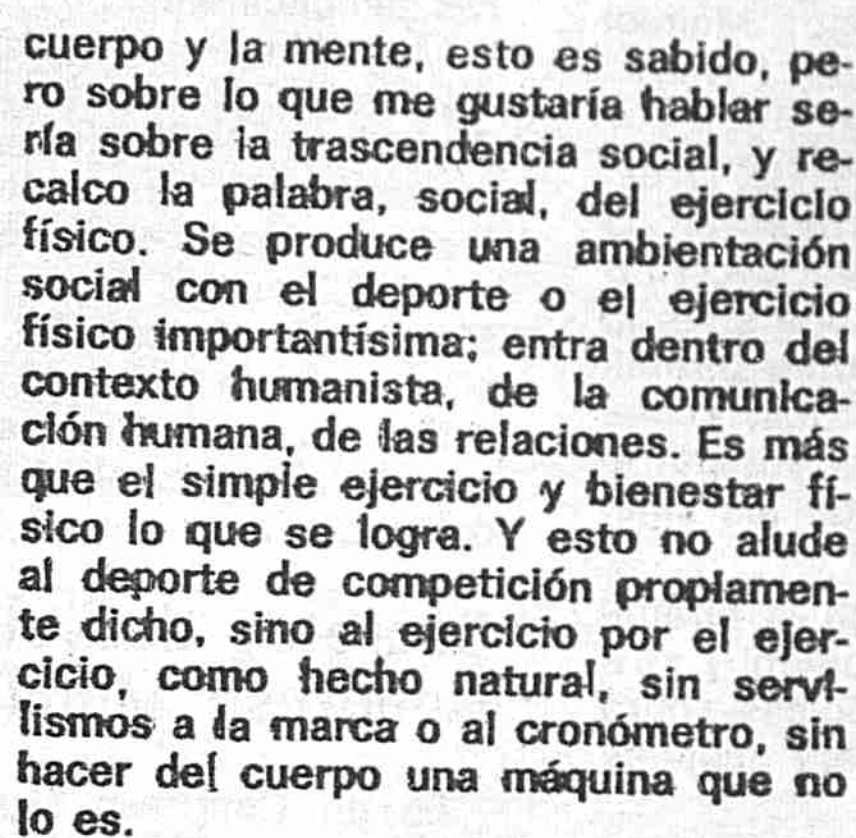 cuerpo y la mente, esto es sabido, pe-
ro sobre lo que me gustaría hablar se-
ría sobre la trascendencia social, y re-
calco la palabra, social, del ejercicio
físico. Se produce una ambientación
social con el deporte o el ejercicio
físico importantísima; entra dentro del
contexto humanista, de la comunica-
ción humana, de las relaciones. Es más
que el simple ejercicio y bienestar fí-
sico lo que se logra. Y esto no alude
al deporte de competición propiamen-
te dicho, sino al ejercicio por el ejer-
cicio, como hecho natural, sin servi-
lismos a la marca o al cronómetro, sin
hacer del cuerpo una máquina que no
lo es.